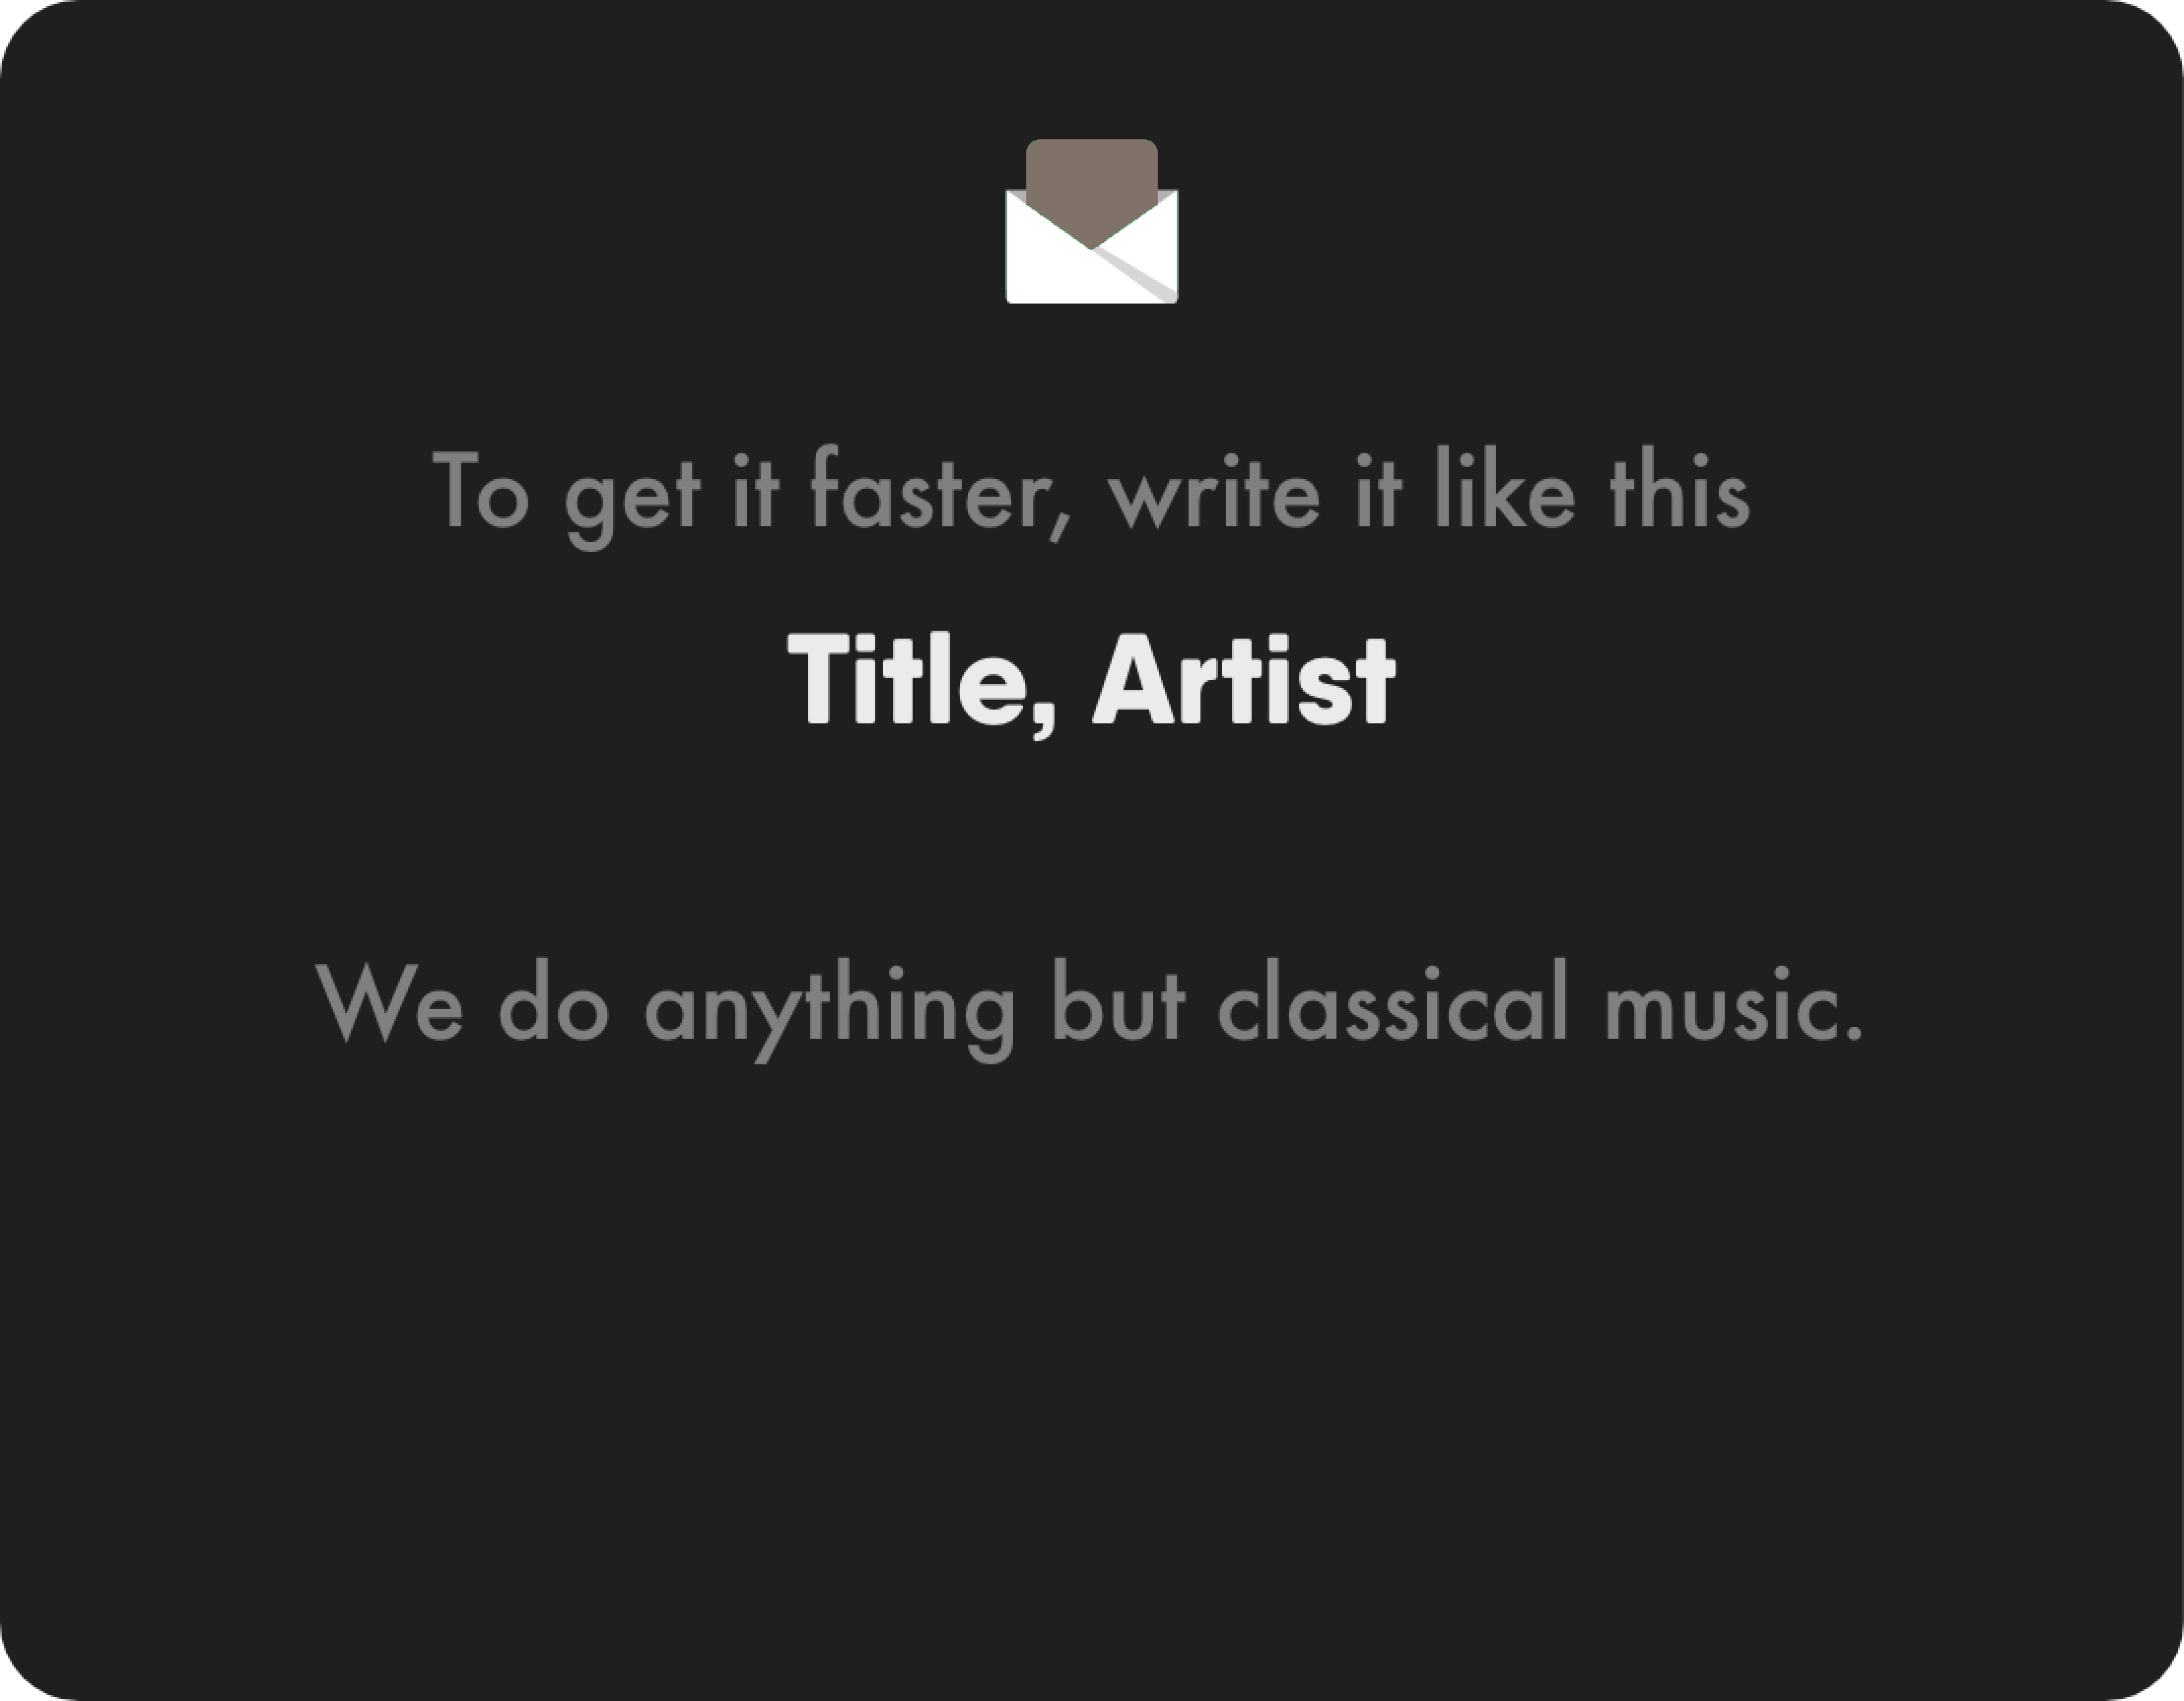 To get it faster, write it like this
Title, Artist
We do anything but classical music.